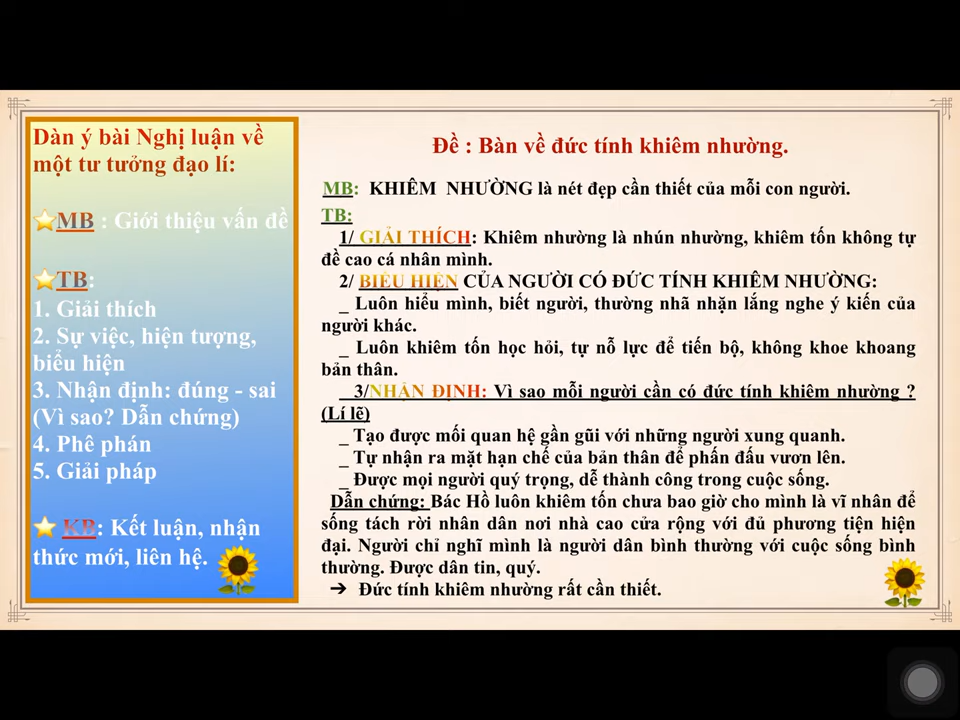 Dàn ý bài Nghị luận về
một tư tưởng đạo lí:
MB : Giới thiệu vấn đề
TB:
1. Giải thích
2. Sự việc, hiện tượng,
biểu hiện
3. Nhận định: đúng - sai
(Vì sao? Dẫn chứng)
4. Phê phán
5. Giải pháp
KB: Kết luận, nhận
thức mới, liên hệ.
Đề : Bàn về đức tính khiêm nhường.
MB: KHIÊM NHƯỜNG là nét đẹp cần thiết của mỗi con người.
TB:
1/ GIẢI THÍCH: Khiêm nhường là nhún nhường, khiêm tốn không tự
đề cao cá nhân mình.
2/ BIỂU HIỆN CỦA NGƯỜI CÓ ĐỨC TÍNH KHIÊM NHƯỜNG:
_ Luôn hiểu mình, biết người, thường nhã nhặn lắng nghe ý kiến của
người khác.
_ Luôn khiêm tốn học hỏi, tự nỗ lực để tiến bộ, không khoe khoang
bản thân.
3/NHẬN ĐỊNH: Vì sao mỗi người cần có đức tính khiêm nhường ?
(Lí lẽ)
_ Tạo được mối quan hệ gần gũi với những người xung quanh.
_ Tự nhận ra mặt hạn chế của bản thân để phấn đấu vươn lên.
_ Được mọi người quý trọng, dễ thành công trong cuộc sống.
Dẫn chứng: Bác Hồ luôn khiêm tốn chưa bao giờ cho mình là vĩ nhân để
sống tách rời nhân dân nơi nhà cao cửa rộng với đủ phương tiện hiện
đại. Người chỉ nghĩ mình là người dân bình thường với cuộc sống bình
thường. Được dân tin, quý.
➔ Đức tính khiêm nhường rất cần thiết.